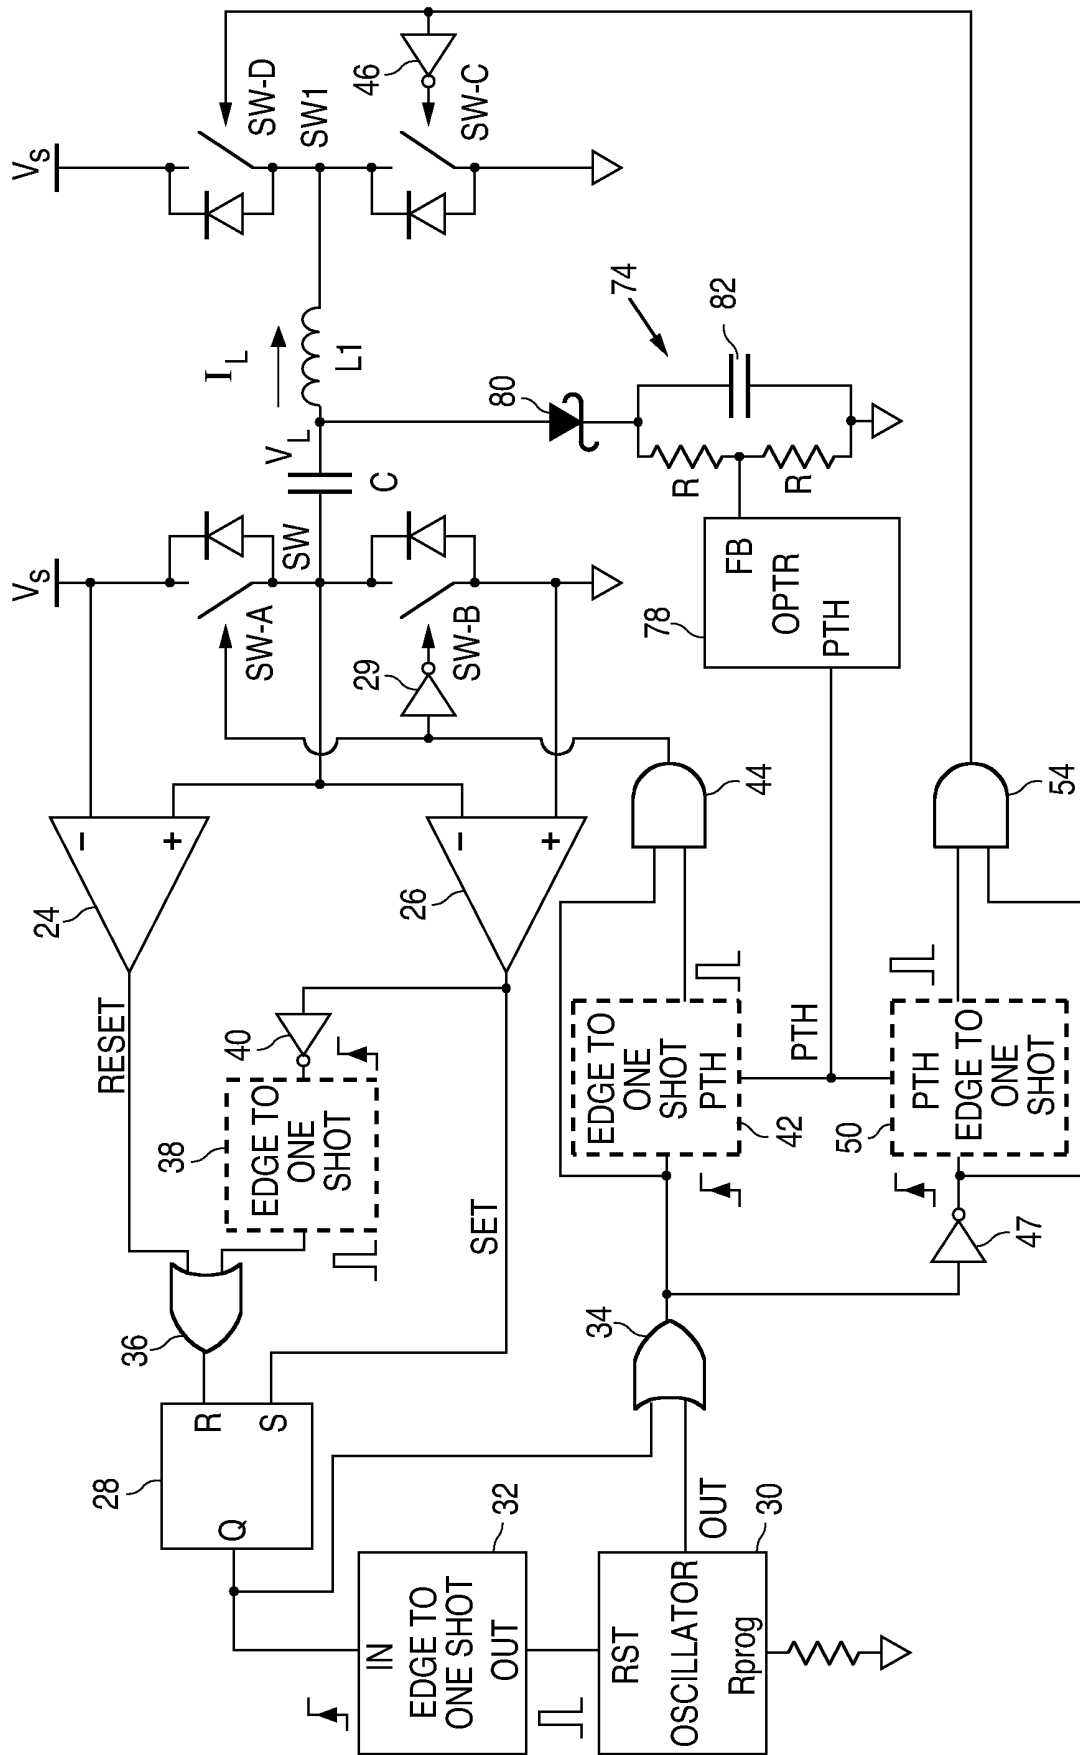 V_S
SW-D
SW1
46
SW-C
I_L
L1
V_L
C
74
82
80
R
R
V_S
SW
SW-A
29
SW-B
FB
OPTR
PTH
78
24
−
+
26
−
+
44
54
RESET
40
38
EDGE TO
ONE
SHOT
SET
EDGE TO
ONE
SHOT
PTH
42
PTH
50
PTH
EDGE TO
ONE
SHOT
47
36
34
28
R
S
Q
32
IN
EDGE TO
ONE SHOT
OUT
OUT
30
RST
OSCILLATOR
Rprog